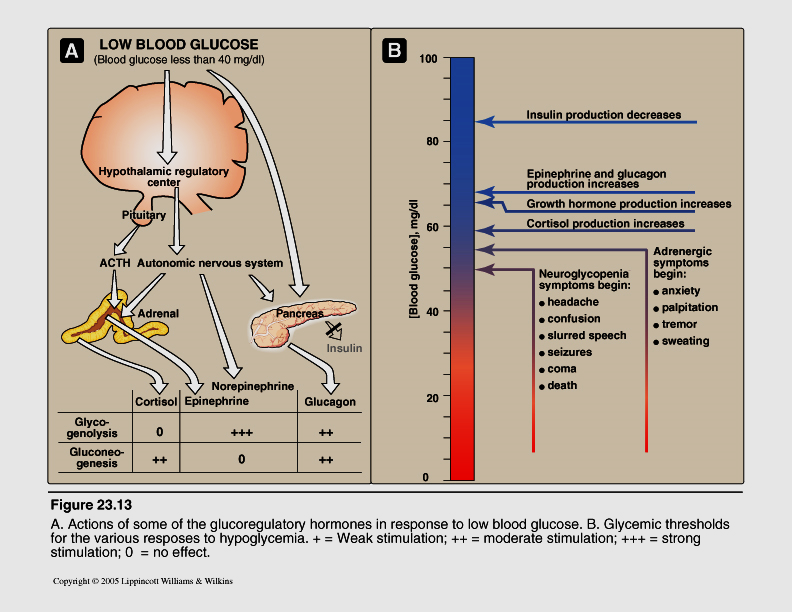 A
LOW BLOOD GLUCOSE
(Blood glucose less than 40 mg/dl)
Hypothalamic regulatory
center
Pituitary
ACTH
Autonomic nervous system
Adrenal
Pancreas
Insulin
Norepinephrine
Cortisol
Epinephrine
Glucagon
Glyco-
genolysis
0
+++
++
Gluconeo-
genesis
++
0
++
B
[Blood glucose], mg/dl
100
80
60
40
20
0
Insulin production decreases
Epinephrine and glucagon
production increases
Growth hormone production increases
Cortisol production increases
Neuroglycopenia
symptoms begin:
● headache
● confusion
● slurred speech
● seizures
● coma
● death
Adrenergic
symptoms
begin:
● anxiety
● palpitation
● tremor
● sweating
Figure 23.13
A. Actions of some of the glucoregulatory hormones in response to low blood glucose. B. Glycemic thresholds
for the various resposes to hypoglycemia. + = Weak stimulation; ++ = moderate stimulation; +++ = strong
stimulation; 0 = no effect.
Copyright © 2005 Lippincott Williams & Wilkins